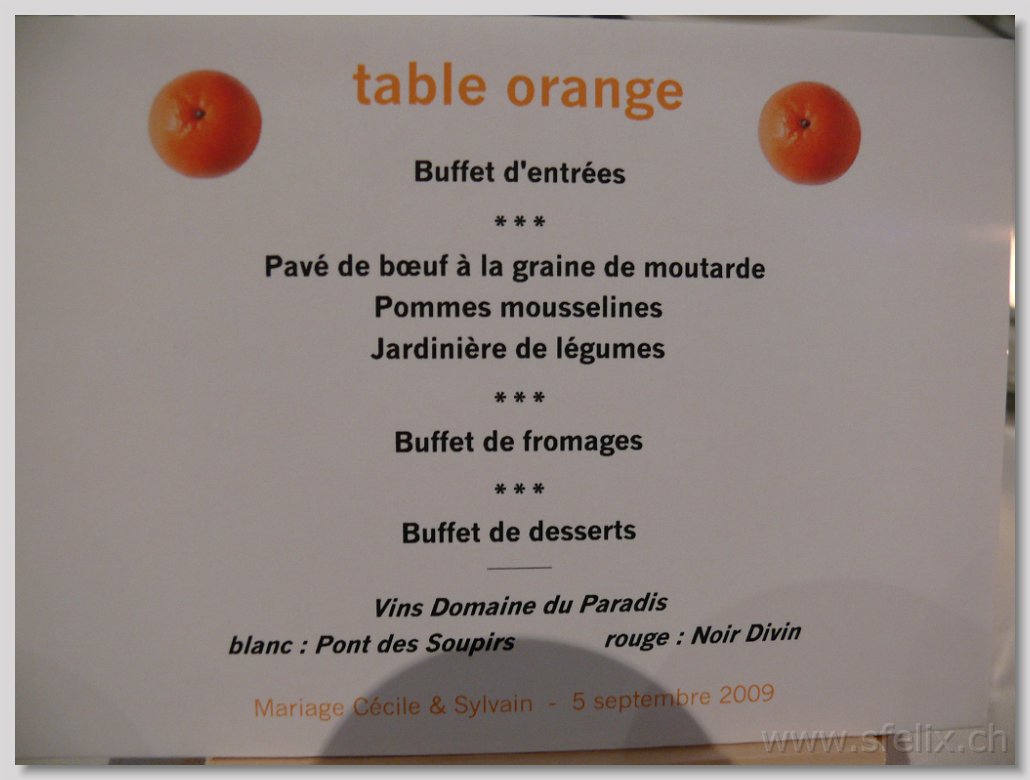 table orange
Buffet d'entrées
***
Pavé de bœuf à la graine de moutarde
Pommes mousselines
Jardinière de légumes
***
Buffet de fromages
***
Buffet de desserts
Vins Domaine du Paradis
blanc : Pont des Soupirs rouge : Noir Divin
Mariage Cécile & Sylvain - 5 septembre 2009
www.sfelix.ch